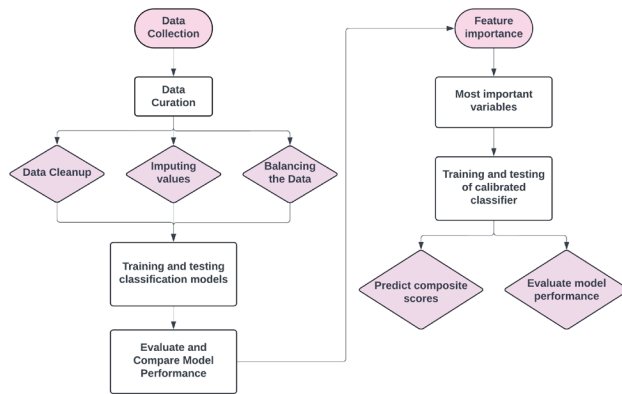 Data
Collection
Data
Curation
Data Cleanup
Imputing
values
Balancing
the Data
Training and testing
classification models
Evaluate and
Compare Model
Performance
Feature
importance
Most important
variables
Training and testing
of calibrated
classifier
Predict composite
scores
Evaluate model
performance